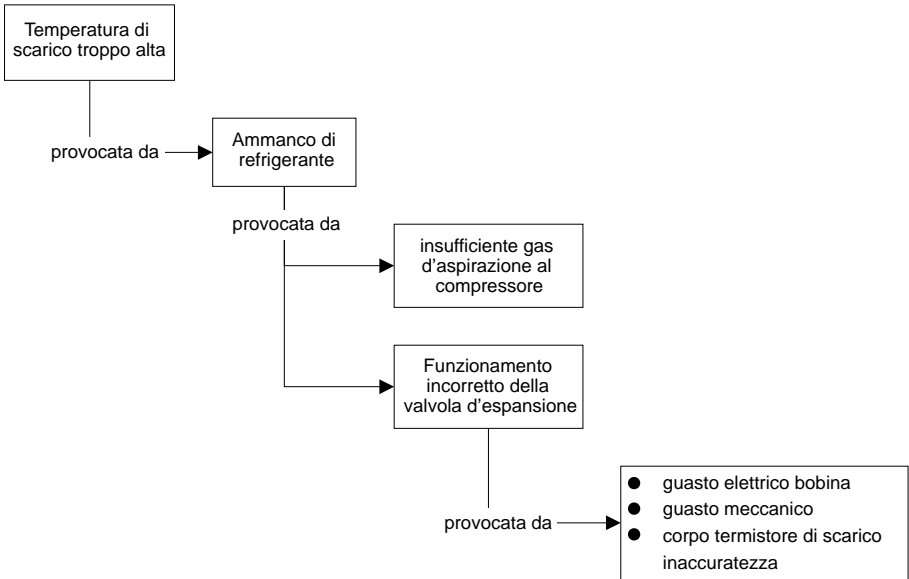 Temperatura di
scarico troppo alta
provocata da
Ammanco di
refrigerante
provocata da
insufficiente gas
d’aspirazione al
compressore
Funzionamento
incorretto della
valvola d’espansione
provocata da
● guasto elettrico bobina
● guasto meccanico
● corpo termistore di scarico
inaccuratezza